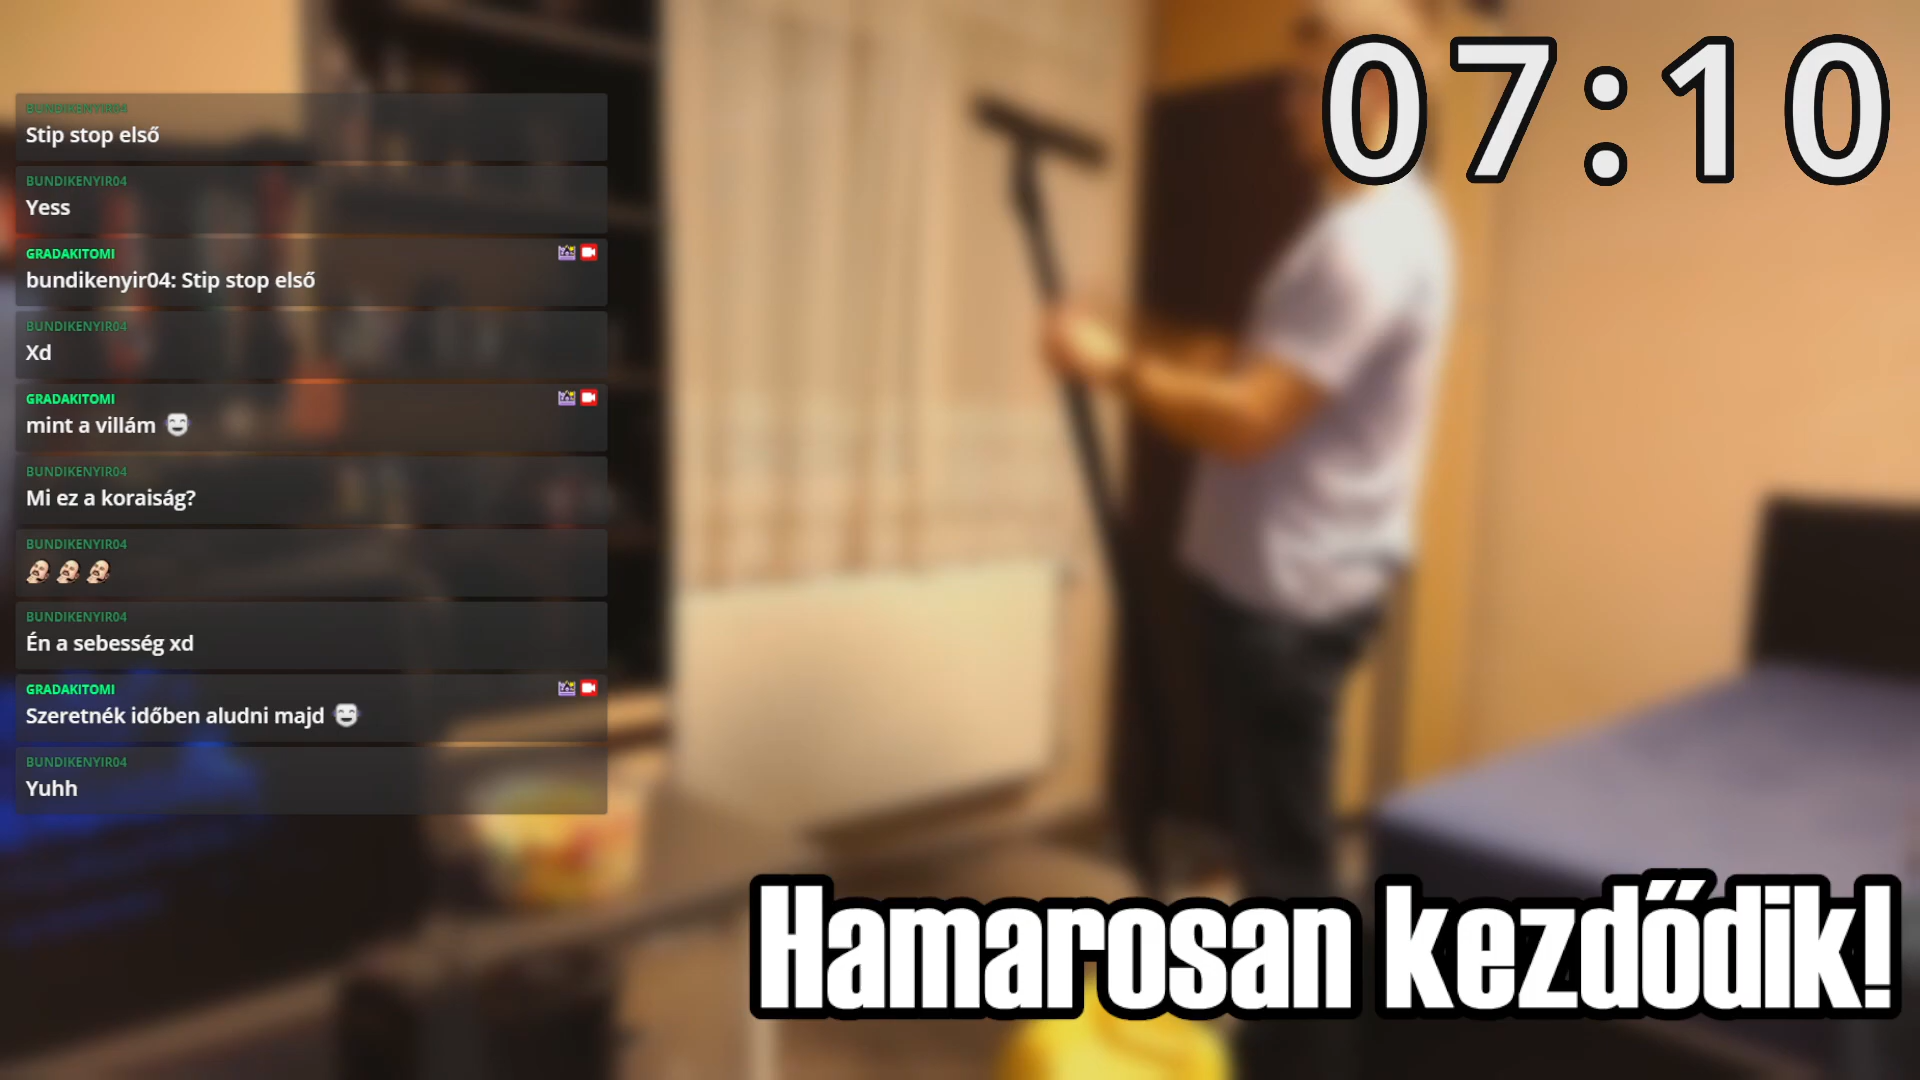 07:10
BUNDIKENYIR04
Stip stop első
BUNDIKENYIR04
Yess
GRADAKITOMI
bundikenyir04: Stip stop első
BUNDIKENYIR04
Xd
GRADAKITOMI
mint a villám
BUNDIKENYIR04
Mi ez a koraiság?
BUNDIKENYIR04
BUNDIKENYIR04
Én a sebesség xd
GRADAKITOMI
Szeretnék időben aludni majd
BUNDIKENYIR04
Yuhh
Hamarosan kezdődik!